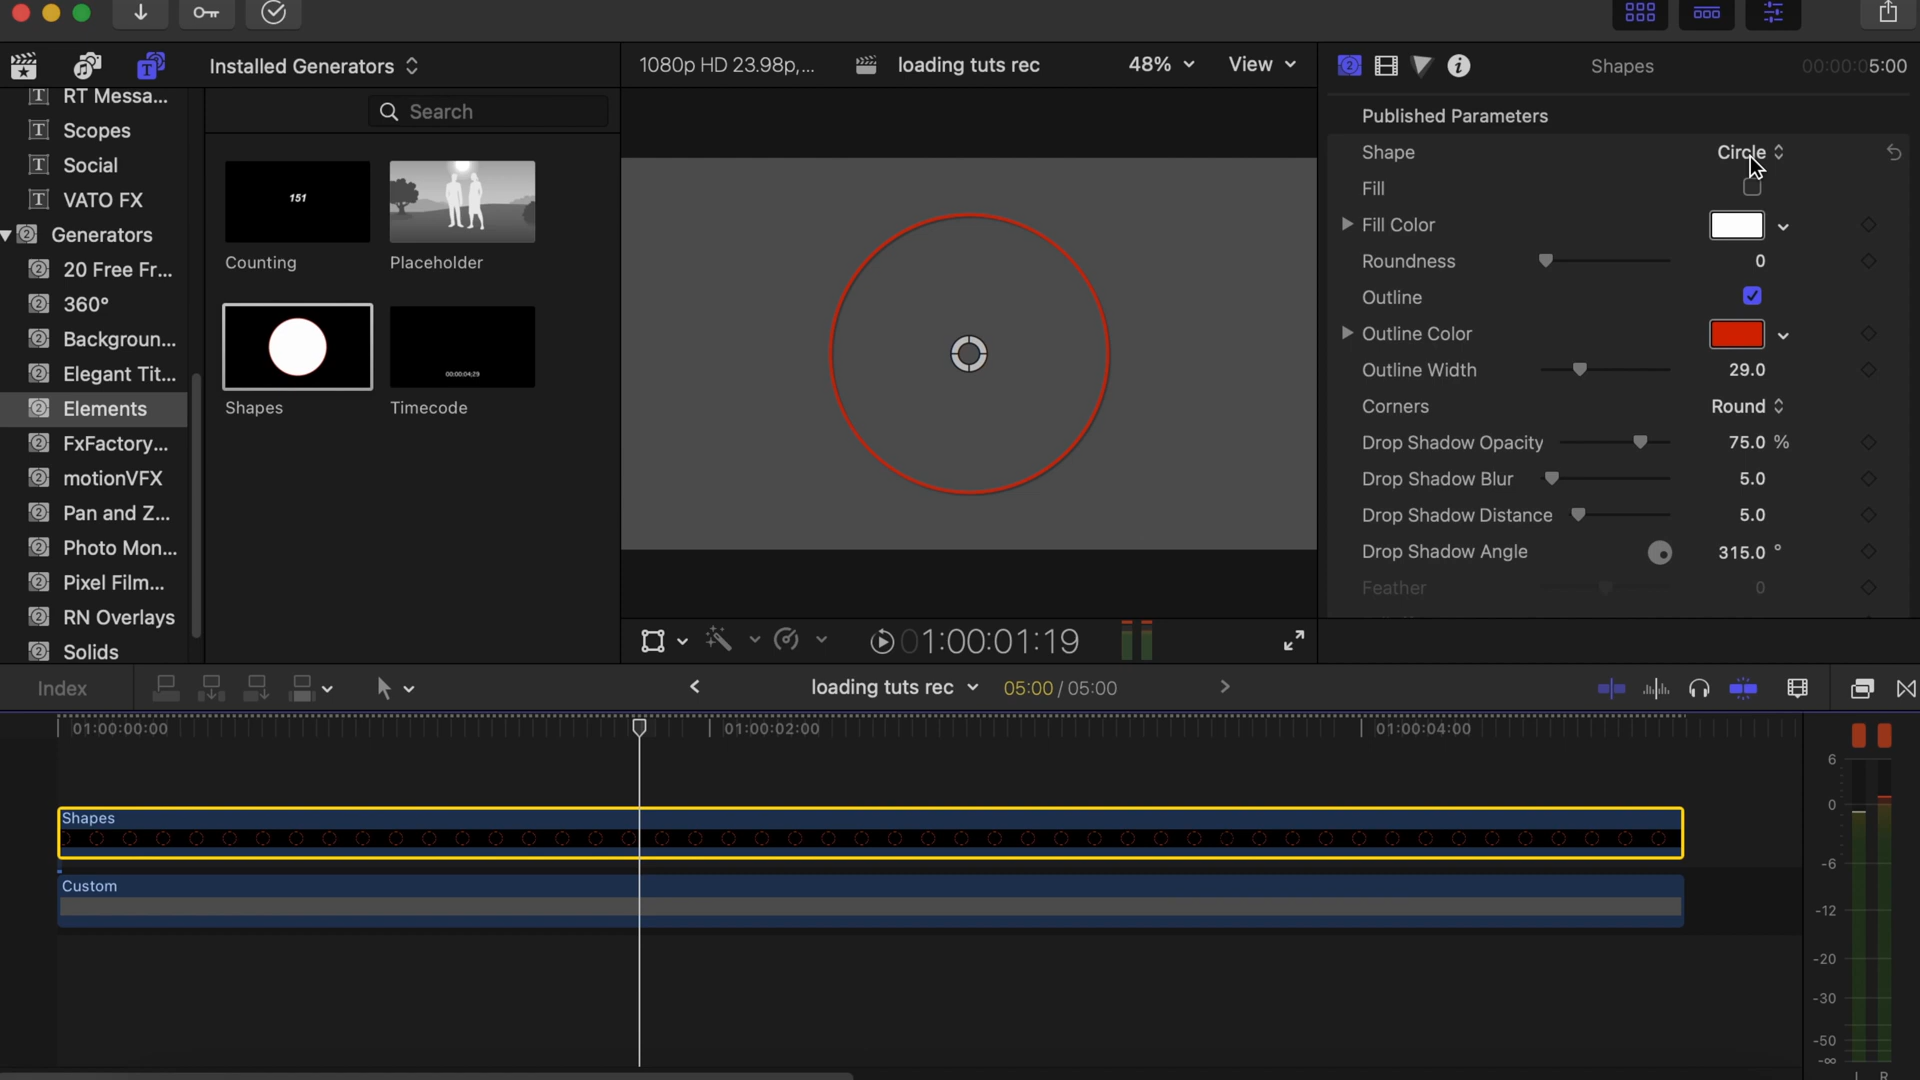 Installed Generators
1080p HD 23.98p,...
loading tuts rec
48%
View
Shapes
00:00:05:00
RT Messa...
Scopes
Social
VATO FX
Generators
20 Free Fr...
360°
Backgroun...
Elegant Tit...
Elements
FxFactory...
motionVFX
Pan and Z...
Photo Mon...
Pixel Film...
RN Overlays
Solids
Search
151
Counting
Placeholder
Shapes
00:00:04;29
Timecode
Published Parameters
Shape
Circle
Fill
Fill Color
Roundness
0
Outline
Outline Color
Outline Width
29.0
Corners
Round
Drop Shadow Opacity
75.0 %
Drop Shadow Blur
5.0
Drop Shadow Distance
5.0
Drop Shadow Angle
315.0 °
Feather
0
01:00:01:19
Index
loading tuts rec
05:00 / 05:00
01:00:00:00
01:00:02:00
01:00:04:00
Shapes
Custom
6
0
-6
-12
-20
-30
-50
-∞
L R